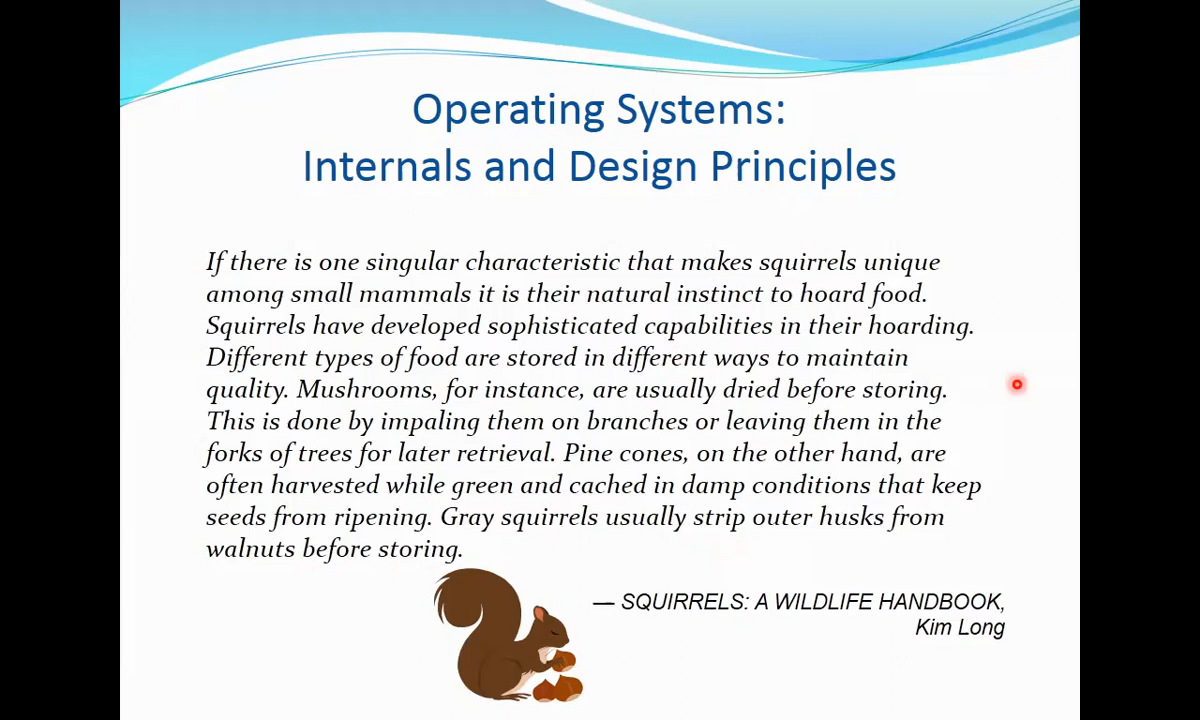 Operating Systems:
Internals and Design Principles
If there is one singular characteristic that makes squirrels unique
among small mammals it is their natural instinct to hoard food.
Squirrels have developed sophisticated capabilities in their hoarding.
Different types of food are stored in different ways to maintain
quality. Mushrooms, for instance, are usually dried before storing.
This is done by impaling them on branches or leaving them in the
forks of trees for later retrieval. Pine cones, on the other hand, are
often harvested while green and cached in damp conditions that keep
seeds from ripening. Gray squirrels usually strip outer husks from
walnuts before storing.
— SQUIRRELS: A WILDLIFE HANDBOOK,
Kim Long